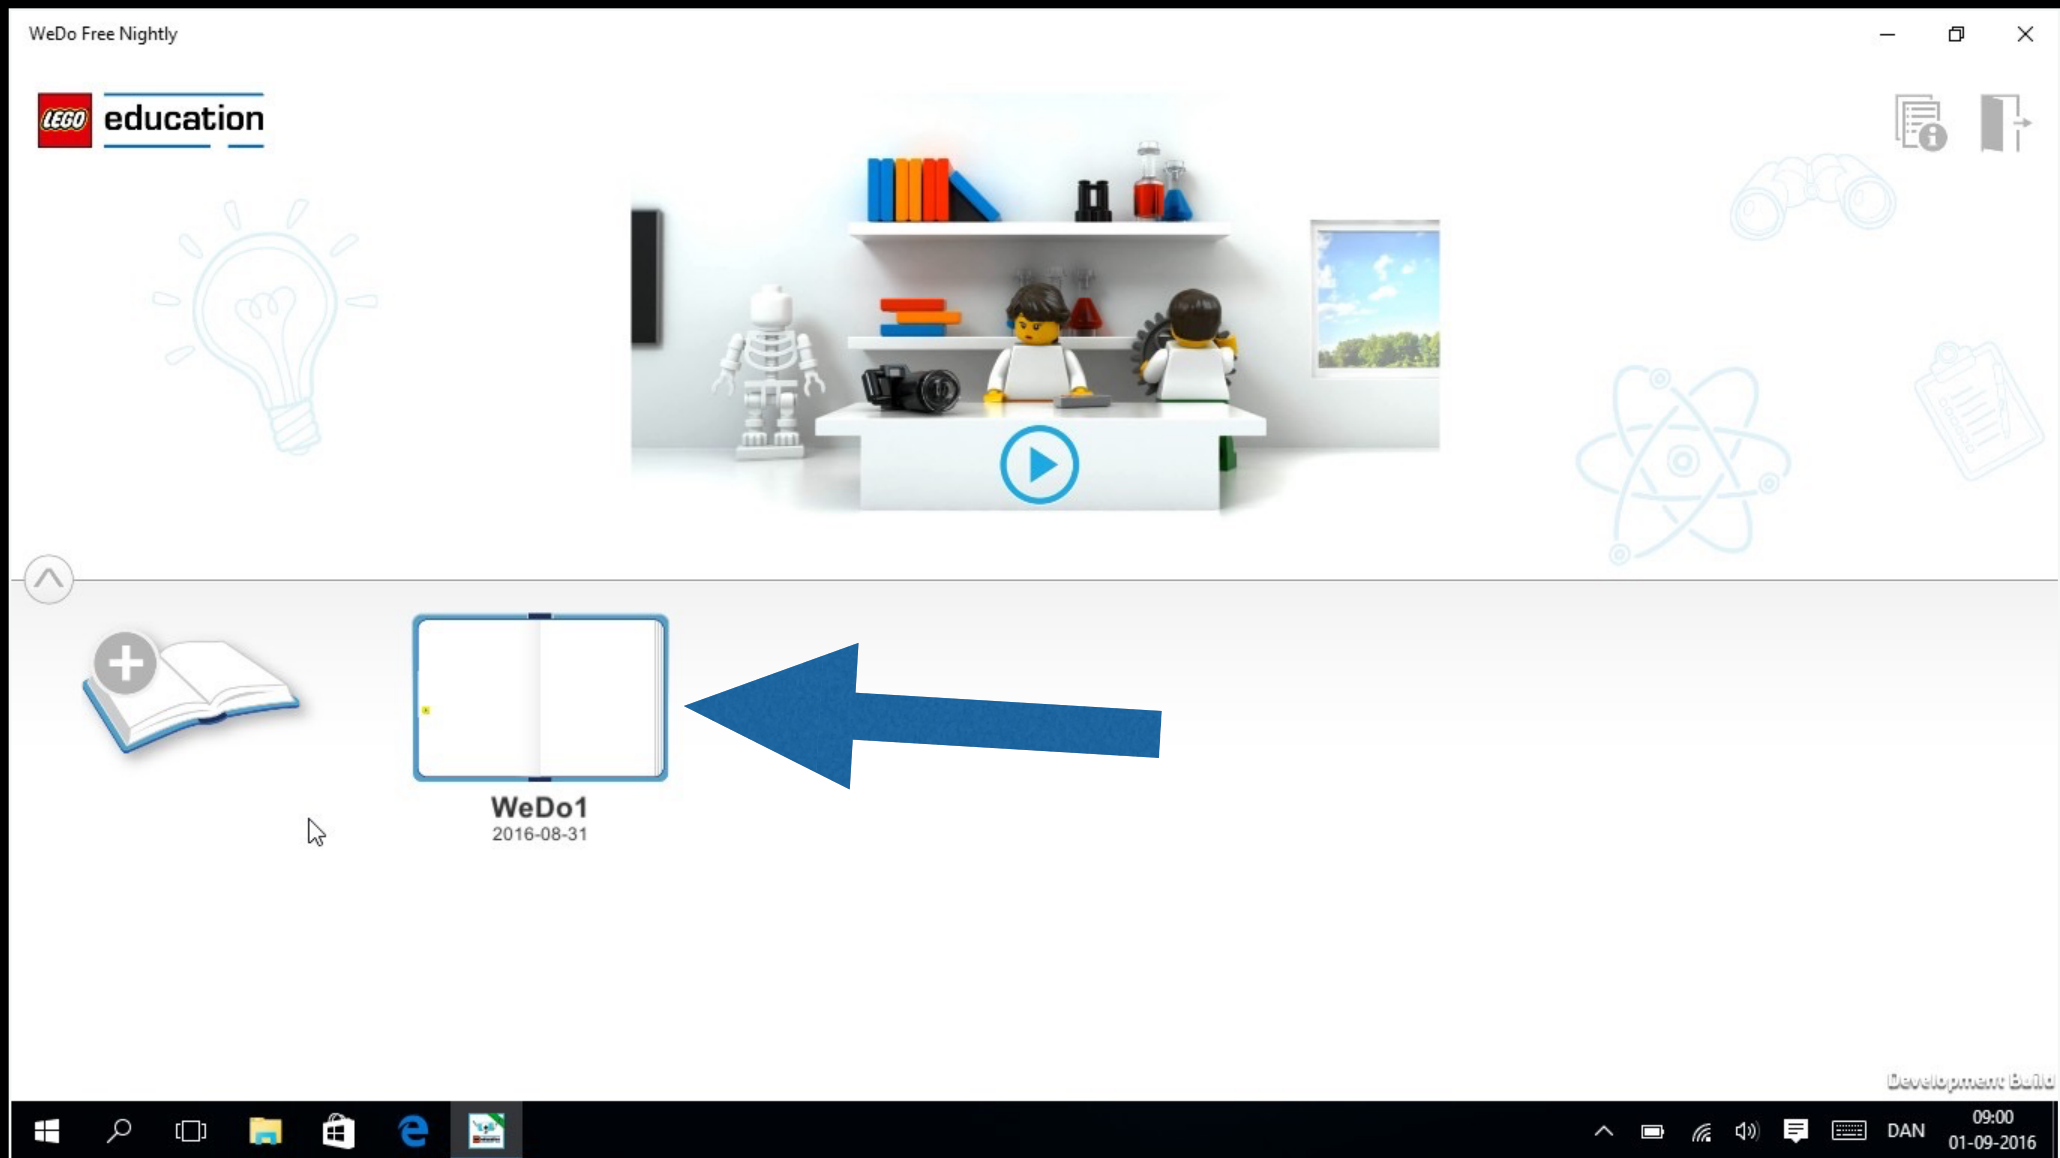 WeDo Free Nightly
LEGO education
WeDo1
2016-08-31
Development Build
DAN
09:00
01-09-2016